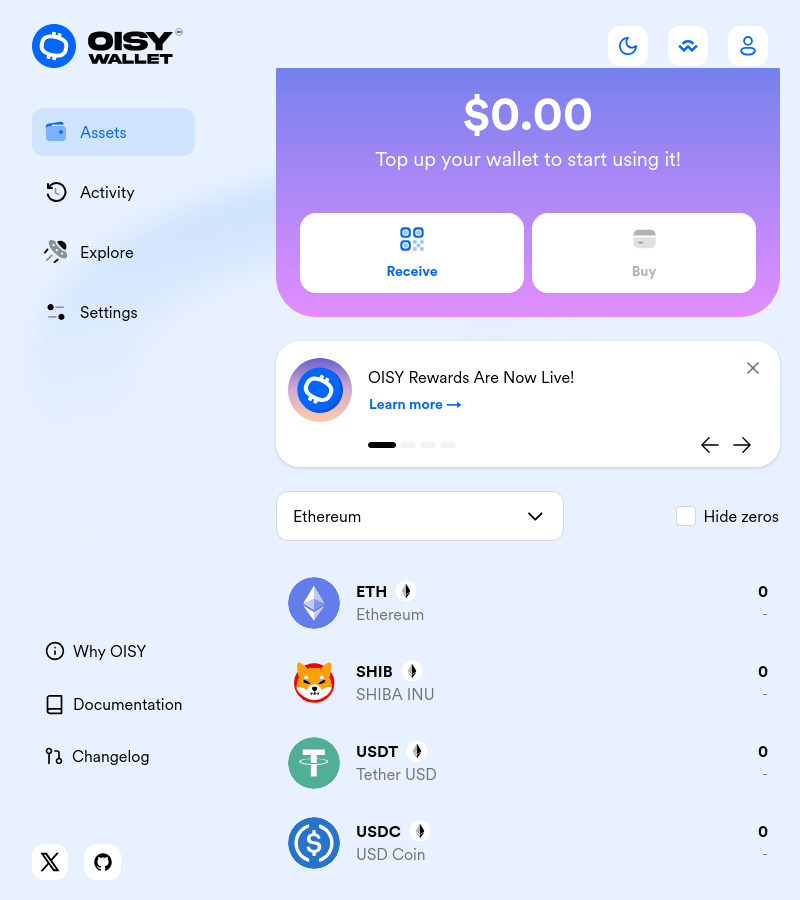 OISY
WALLET
Assets
Activity
Explore
Settings
Why OISY
Documentation
Changelog
$0.00
Top up your wallet to start using it!
Receive
Buy
OISY Rewards Are Now Live!
Learn more →
Ethereum
Hide zeros
ETH 0
Ethereum -
SHIB 0
SHIBA INU -
USDT 0
Tether USD -
USDC 0
USD Coin -